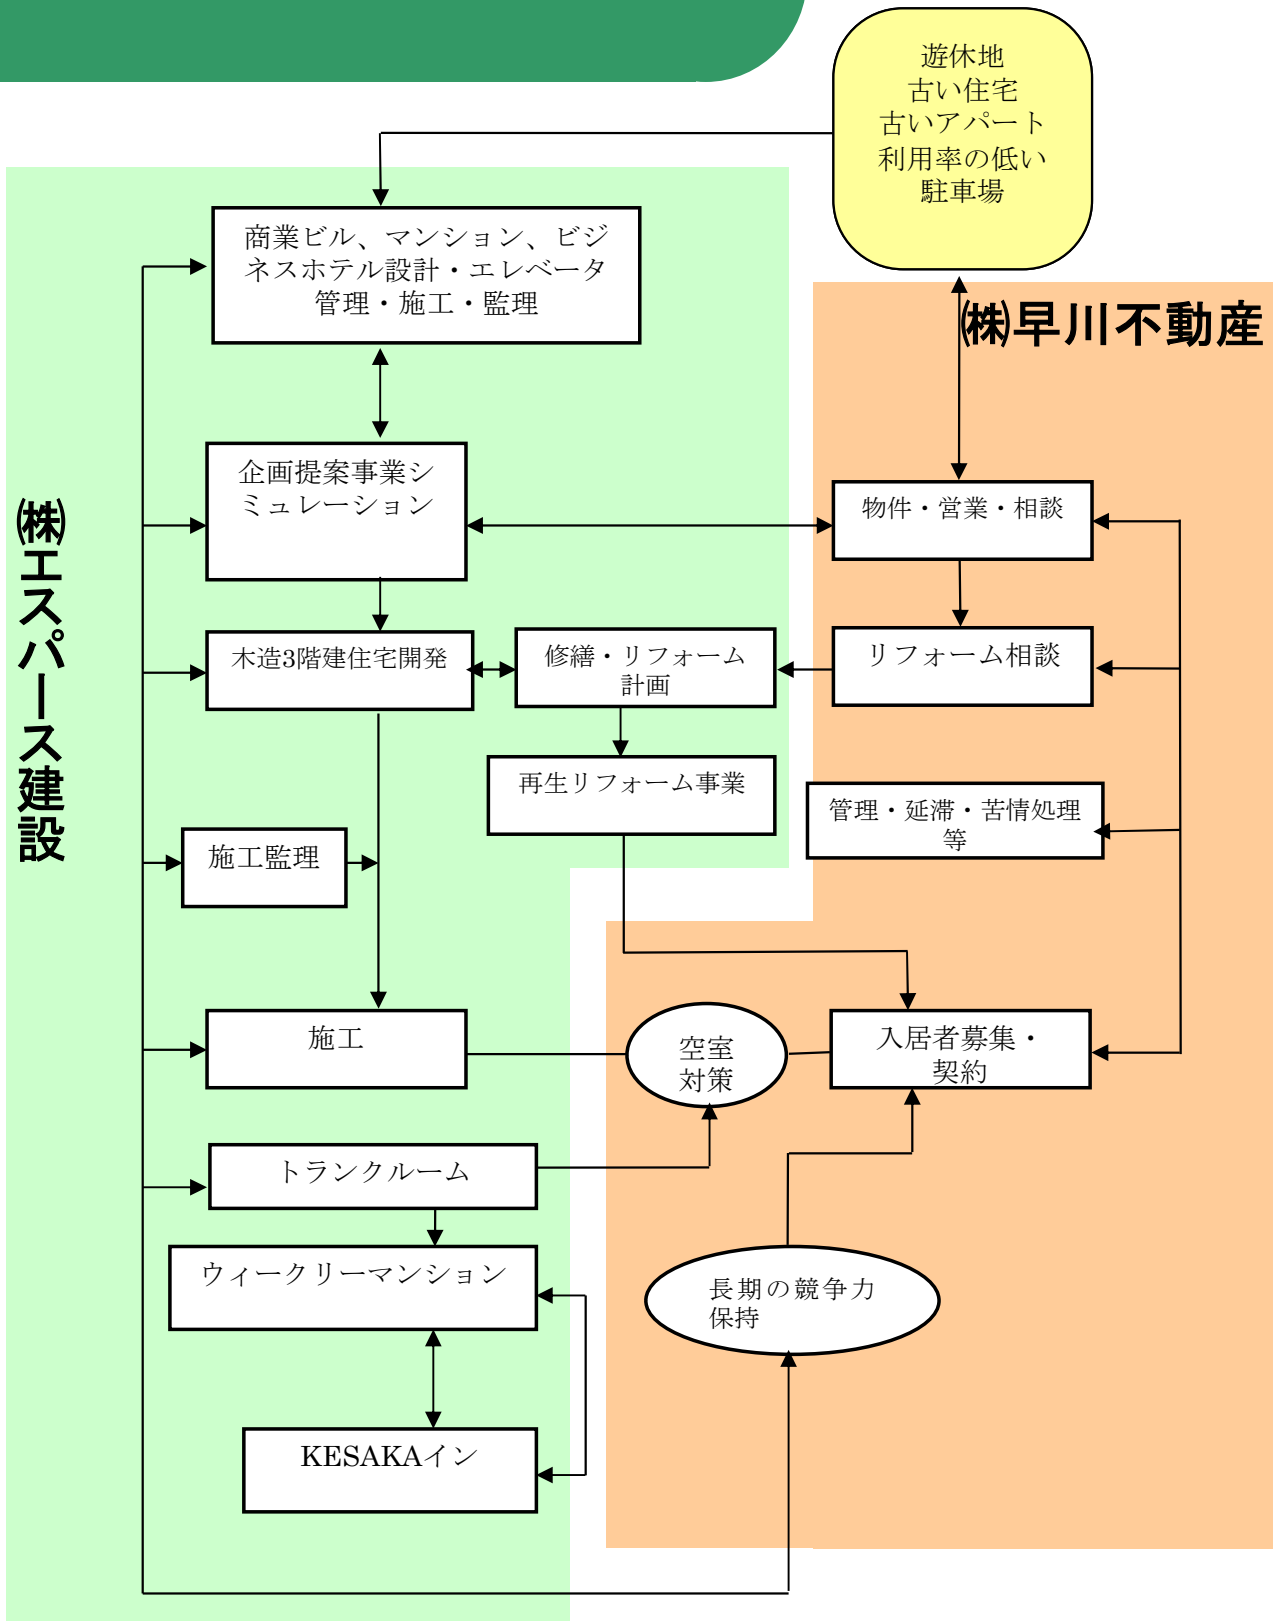 遊休地
古い住宅
古いアパート
利用率の低い
駐車場
商業ビル、マンション、ビジ
ネスホテル設計・エレベータ
管理・施工・監理
㈱早川不動産
企画提案事業シ
ミュレーション
物件・営業・相談
㈱エスパース建設
木造3階建住宅開発
修繕・リフォーム
計画
リフォーム相談
再生リフォーム事業
管理・延滞・苦情処理
等
施工監理
施工
空室
対策
入居者募集・
契約
トランクルーム
ウィークリーマンション
長期の競争力
保持
KESAKAイン